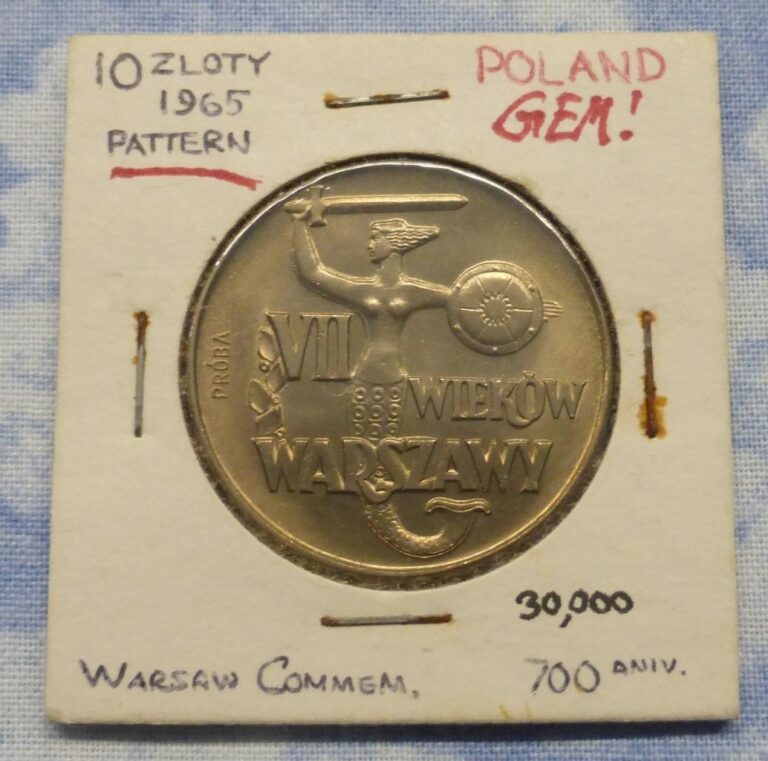 10 ZLOTY
1965
PATTERN
POLAND
GEM!
PRÓBA
VII
WIEKÓW
WARSZAWY
30,000
WARSAW COMMEM.
700 ANIV.